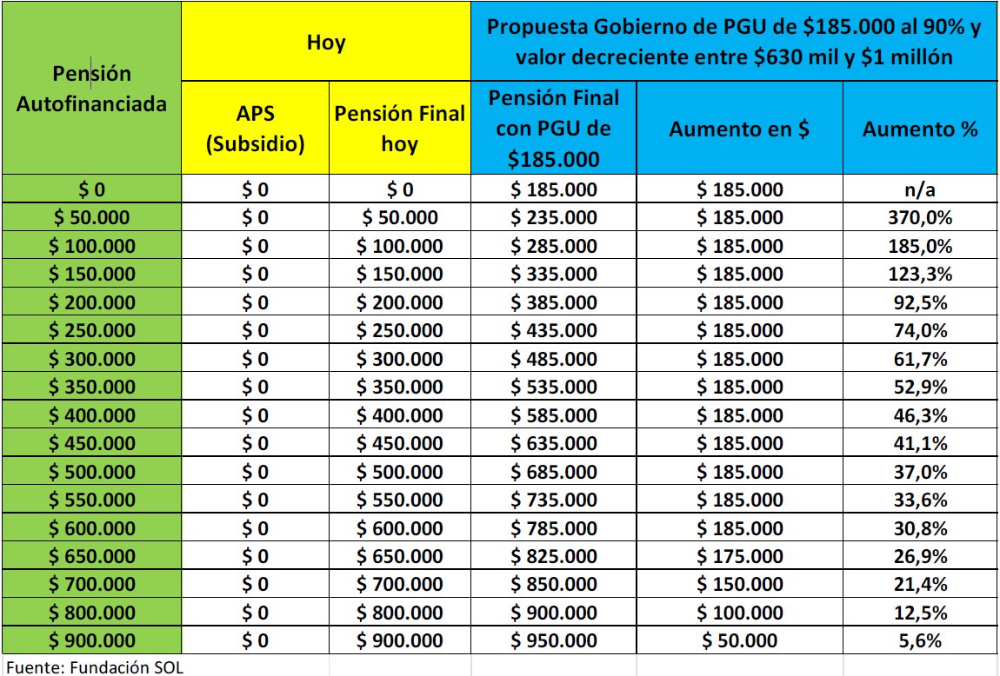 Pensión
Autofinanciada
Hoy
Propuesta Gobierno de PGU de $185.000 al 90% y
valor decreciente entre $630 mil y $1 millón
APS
(Subsidio)
Pensión Final
hoy
Pensión Final
con PGU de
$185.000
Aumento en $
Aumento %
$ 0 $ 0 $ 0 $ 185.000 $ 185.000 n/a
$ 50.000 $ 0 $ 50.000 $ 235.000 $ 185.000 370,0%
$ 100.000 $ 0 $ 100.000 $ 285.000 $ 185.000 185,0%
$ 150.000 $ 0 $ 150.000 $ 335.000 $ 185.000 123,3%
$ 200.000 $ 0 $ 200.000 $ 385.000 $ 185.000 92,5%
$ 250.000 $ 0 $ 250.000 $ 435.000 $ 185.000 74,0%
$ 300.000 $ 0 $ 300.000 $ 485.000 $ 185.000 61,7%
$ 350.000 $ 0 $ 350.000 $ 535.000 $ 185.000 52,9%
$ 400.000 $ 0 $ 400.000 $ 585.000 $ 185.000 46,3%
$ 450.000 $ 0 $ 450.000 $ 635.000 $ 185.000 41,1%
$ 500.000 $ 0 $ 500.000 $ 685.000 $ 185.000 37,0%
$ 550.000 $ 0 $ 550.000 $ 735.000 $ 185.000 33,6%
$ 600.000 $ 0 $ 600.000 $ 785.000 $ 185.000 30,8%
$ 650.000 $ 0 $ 650.000 $ 825.000 $ 175.000 26,9%
$ 700.000 $ 0 $ 700.000 $ 850.000 $ 150.000 21,4%
$ 800.000 $ 0 $ 800.000 $ 900.000 $ 100.000 12,5%
$ 900.000 $ 0 $ 900.000 $ 950.000 $ 50.000 5,6%
Fuente: Fundación SOL